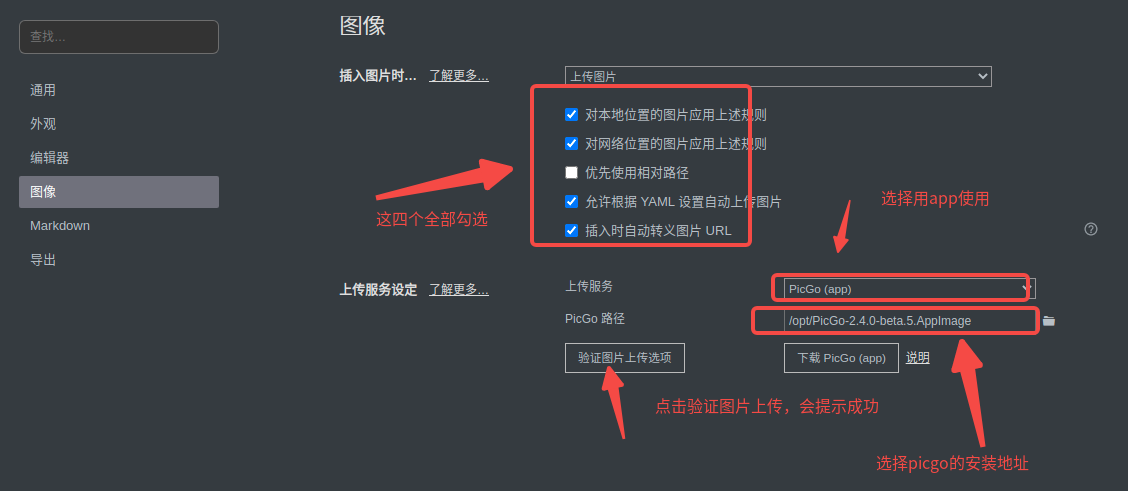 图像
查找...
插入图片时... 了解更多... 上传图片
通用
对本地位置的图片应用上述规则
外观
对网络位置的图片应用上述规则
编辑器
优先使用相对路径
图像
选择用app使用
允许根据 YAML 设置自动上传图片
这四个全部勾选
Markdown
插入时自动转义图片 URL
导出
上传服务设定 了解更多... 上传服务 PicGo (app)
PicGo 路径 /opt/PicGo-2.4.0-beta.5.AppImage
验证图片上传选项 下载 PicGo (app) 说明
点击验证图片上传，会提示成功
选择picgo的安装地址